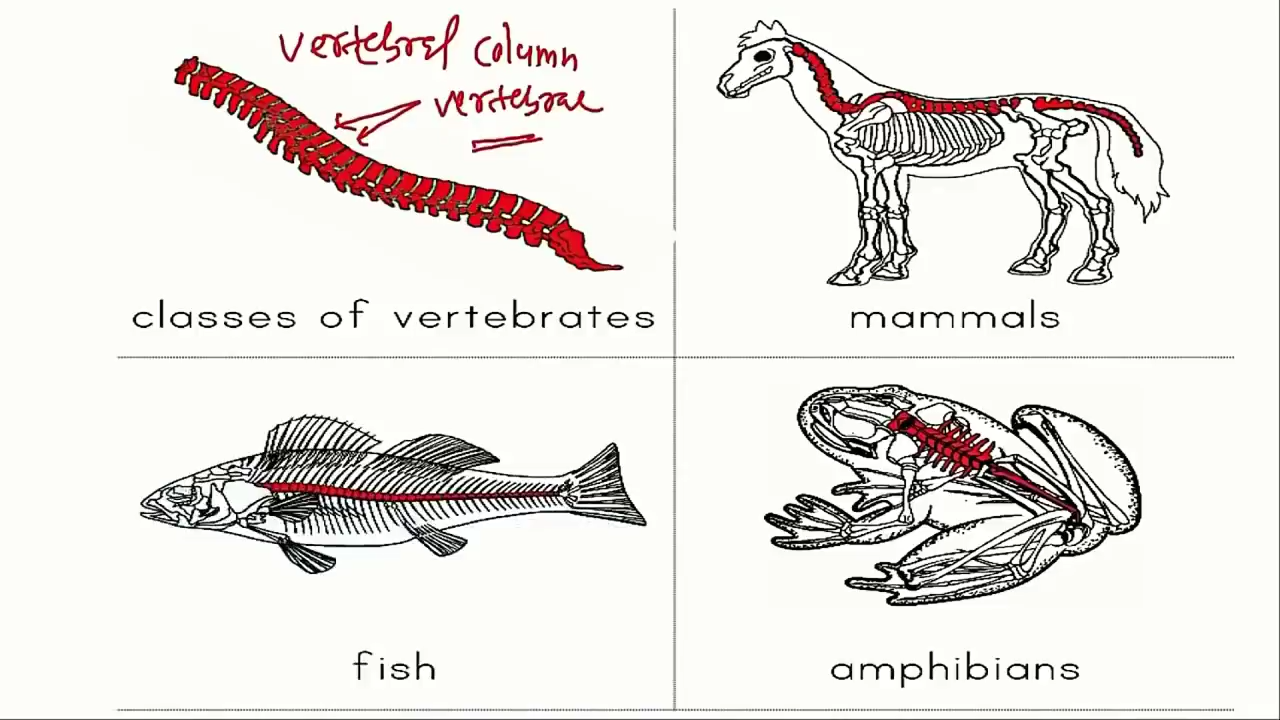 vertebral column
vertebrae
classes of vertebrates
mammals
fish
amphibians